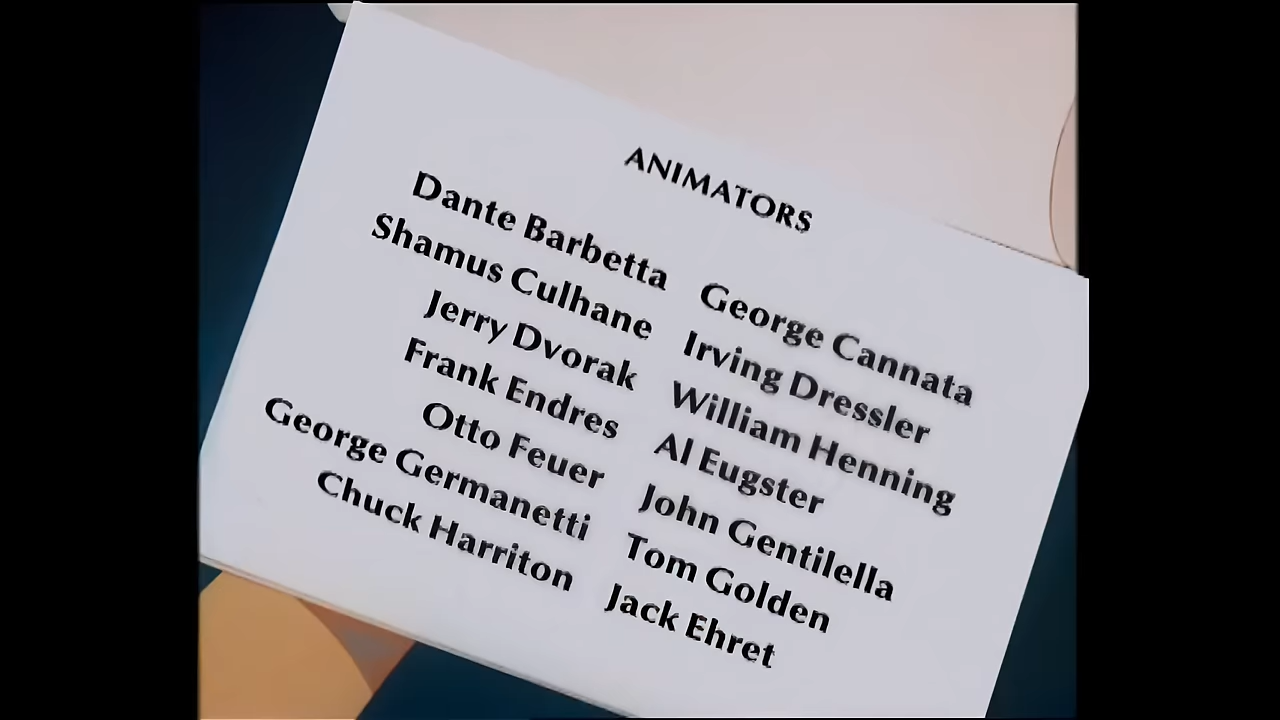 ANIMATORS
Dante Barbetta George Cannata
Shamus Culhane Irving Dressler
Jerry Dvorak William Henning
Frank Endres Al Eugster
Otto Feuer John Gentilella
George Germanetti Tom Golden
Chuck Harriton Jack Ehret